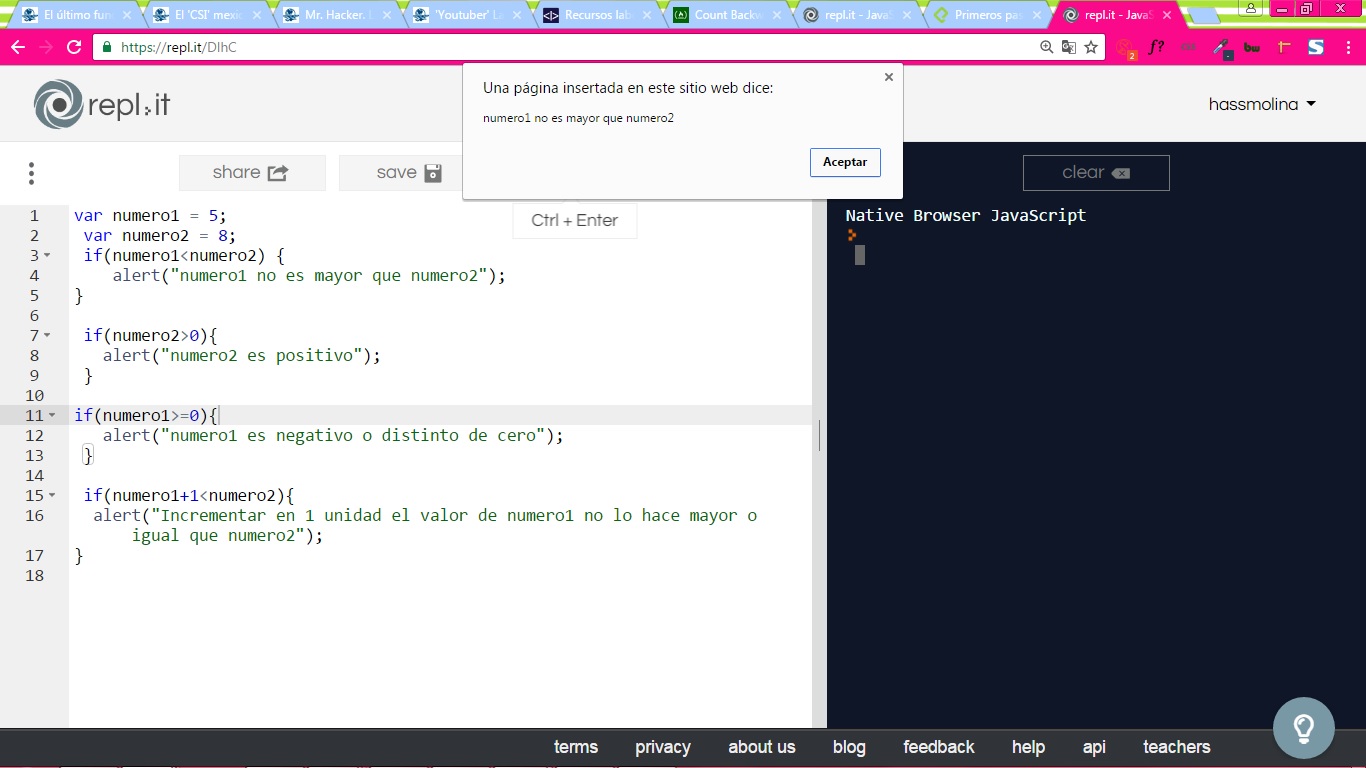 El último fun
El 'CSI' mexic
Mr. Hacker.
'Youtuber' L
Recursos lab
Count Backw
repl.it - Java
Primeros pas
repl.it - JavaS
https://repl.it/DIhC
f?
2
bw
S
Una página insertada en este sitio web dice:
numero1 no es mayor que numero2
Aceptar
repl.it
hassmolina
share
save
Ctrl + Enter
clear
1 var numero1 = 5;
2 var numero2 = 8;
3 if(numero1<numero2) {
4 alert("numero1 no es mayor que numero2");
5 }
6
7 if(numero2>0){
8 alert("numero2 es positivo");
9 }
10
11 if(numero1>=0){
12 alert("numero1 es negativo o distinto de cero");
13 }
14
15 if(numero1+1<numero2){
16 alert("Incrementar en 1 unidad el valor de numero1 no lo hace mayor o
igual que numero2");
17 }
18
Native Browser JavaScript
terms privacy about us blog feedback help api teachers